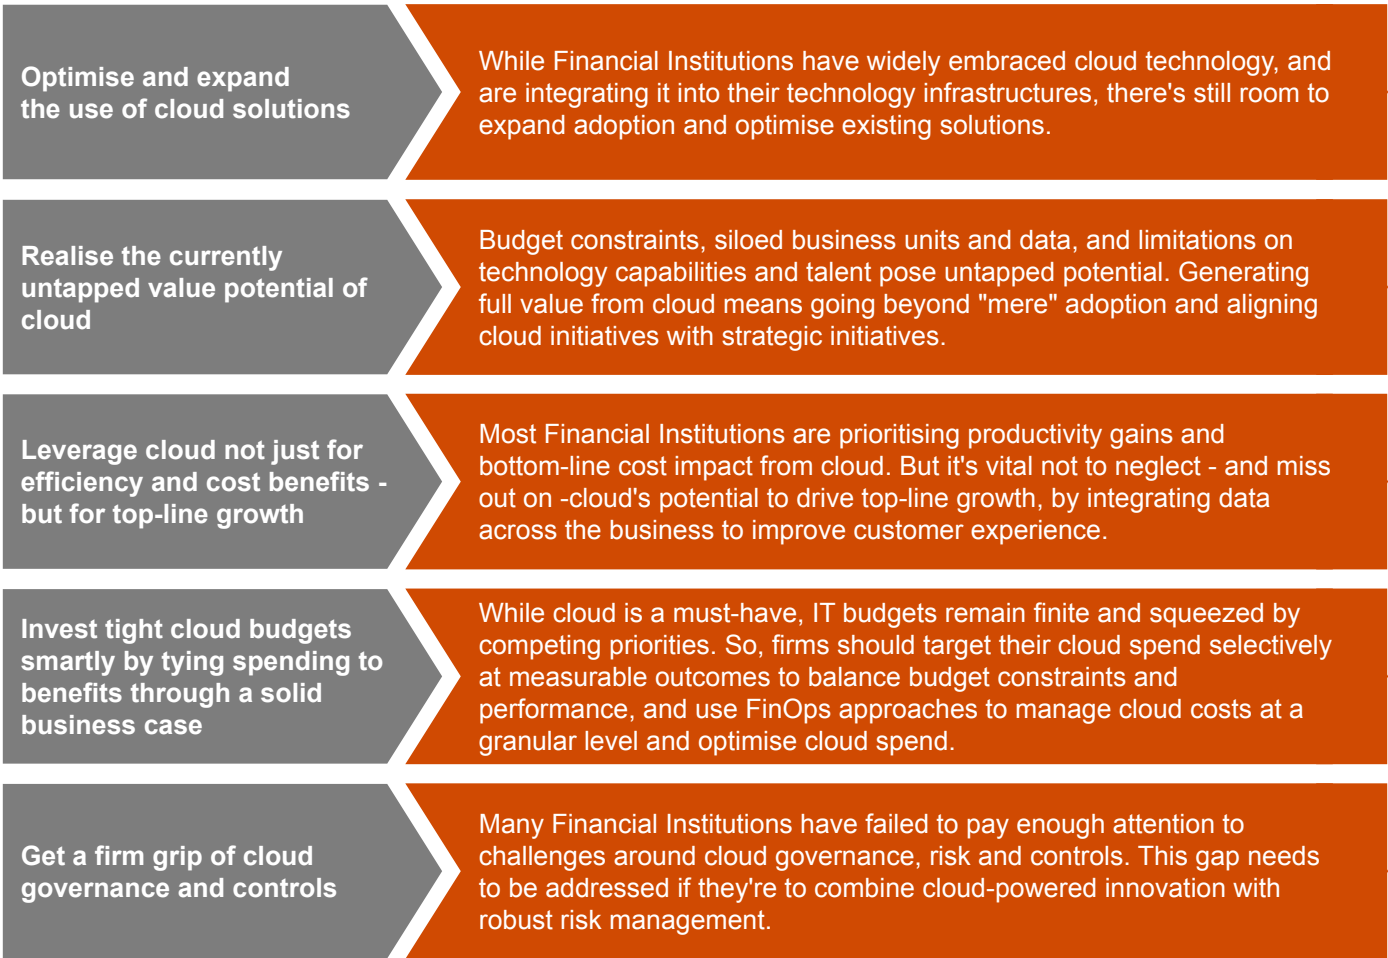 Optimise and expand
the use of cloud solutions
While Financial Institutions have widely embraced cloud technology, and
are integrating it into their technology infrastructures, there's still room to
expand adoption and optimise existing solutions.
Realise the currently
untapped value potential of
cloud
Budget constraints, siloed business units and data, and limitations on
technology capabilities and talent pose untapped potential. Generating
full value from cloud means going beyond "mere" adoption and aligning
cloud initiatives with strategic initiatives.
Leverage cloud not just for
efficiency and cost benefits -
but for top-line growth
Most Financial Institutions are prioritising productivity gains and
bottom-line cost impact from cloud. But it's vital not to neglect - and miss
out on -cloud's potential to drive top-line growth, by integrating data
across the business to improve customer experience.
Invest tight cloud budgets
smartly by tying spending to
benefits through a solid
business case
While cloud is a must-have, IT budgets remain finite and squeezed by
competing priorities. So, firms should target their cloud spend selectively
at measurable outcomes to balance budget constraints and
performance, and use FinOps approaches to manage cloud costs at a
granular level and optimise cloud spend.
Get a firm grip of cloud
governance and controls
Many Financial Institutions have failed to pay enough attention to
challenges around cloud governance, risk and controls. This gap needs
to be addressed if they're to combine cloud-powered innovation with
robust risk management.